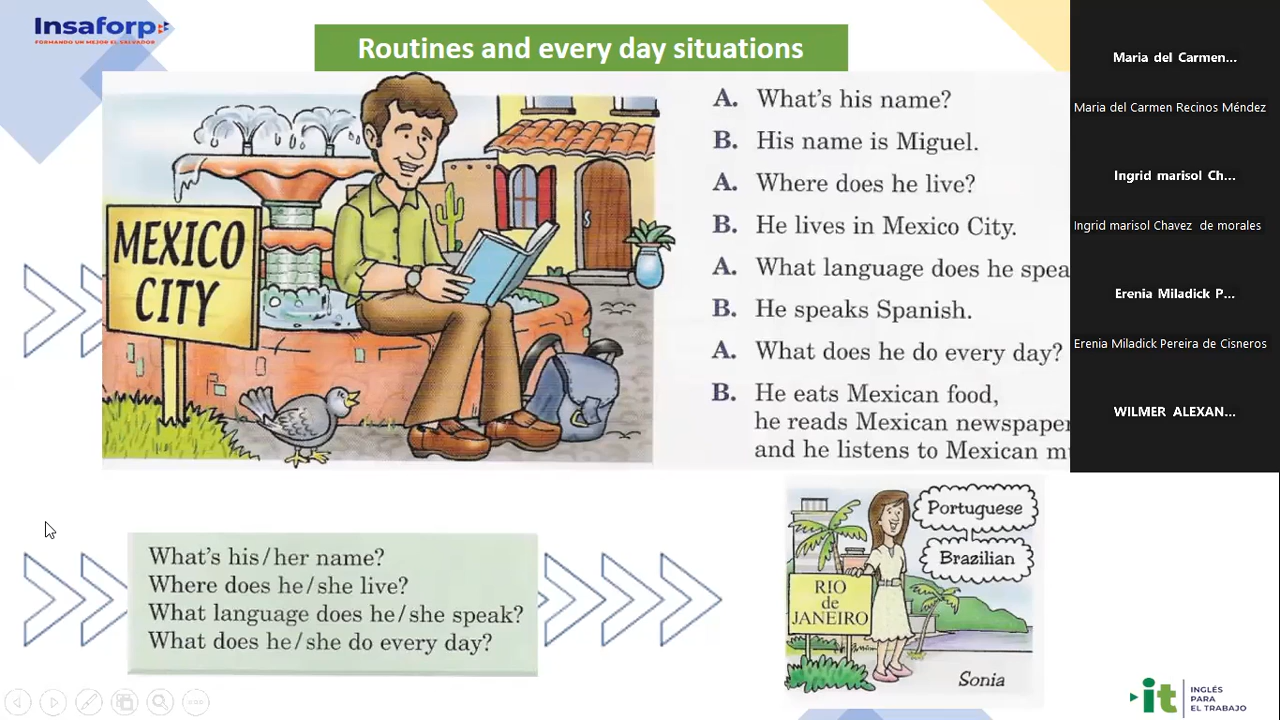 Insaforp
FORMANDO UN MEJOR EL SALVADOR
Routines and every day situations
MEXICO
CITY
A. What's his name?
B. His name is Miguel.
A. Where does he live?
B. He lives in Mexico City.
A. What language does he spea
B. He speaks Spanish.
A. What does he do every day?
B. He eats Mexican food,
he reads Mexican newspaper
and he listens to Mexican m
Maria del Carmen...
Maria del Carmen Recinos Méndez
Ingrid marisol Ch...
Ingrid marisol Chavez de morales
Erenia Miladick P...
Erenia Miladick Pereira de Cisneros
WILMER ALEXAN...
What's his/her name?
Where does he/she live?
What language does he/she speak?
What does he/she do every day?
Portuguese
Brazilian
RIO
de
JANEIRO
Sonia
it
INGLÉS
PARA
EL TRABAJO